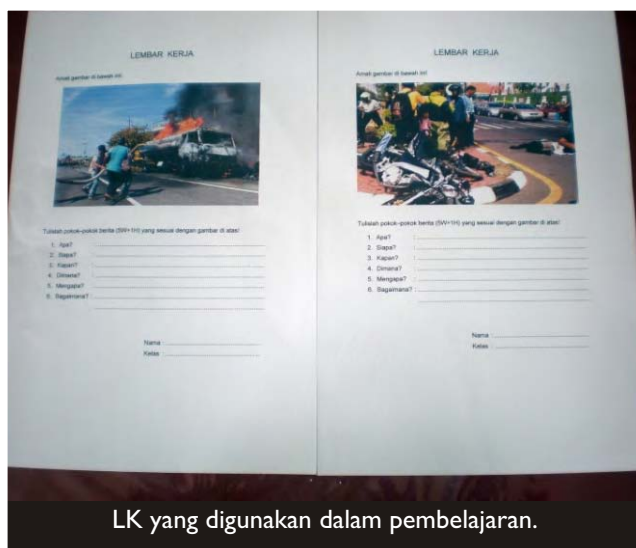 LEMBAR KERJA
Amati gambar di bawah ini!
Tulislah pokok-pokok berita (5W+1H) yang sesuai dengan gambar di atas!
1. Apa? :
2. Siapa? :
3. Kapan? :
4. Dimana? :
5. Mengapa? :
6. Bagaimana? :
Nama :
Kelas :
LEMBAR KERJA
Amati gambar di bawah ini!
Tulislah pokok-pokok berita (5W+1H) yang sesuai dengan gambar di atas!
1. Apa? :
2. Siapa? :
3. Kapan? :
4. Dimana? :
5. Mengapa? :
6. Bagaimana? :
Nama :
Kelas :
LK yang digunakan dalam pembelajaran.